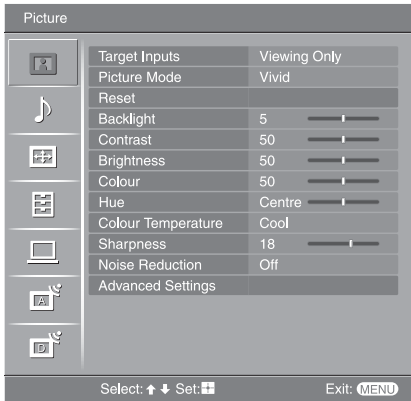 Picture
Target Inputs Viewing Only
Picture Mode Vivid
Reset
Backlight 5
Contrast 50
Brightness 50
Colour 50
Hue Centre
Colour Temperature Cool
Sharpness 18
Noise Reduction Off
Advanced Settings
A
D
Select: Set: Exit: MENU